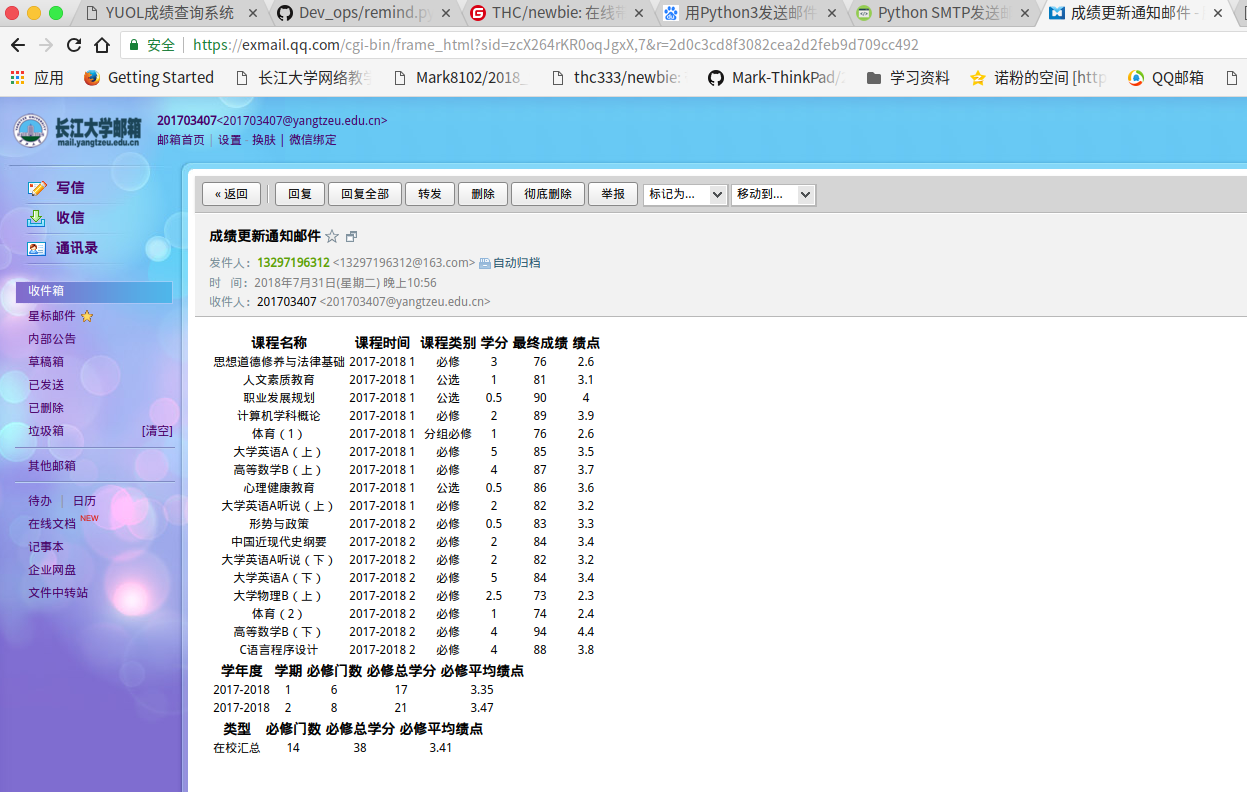 YUOL成绩查询系统 Dev_ops/remind.py THC/newbie: 在线 用Python3发送邮件 Python SMTP发送邮 成绩更新通知邮件 -
安全 https://exmail.qq.com/cgi-bin/frame_html?sid=zcX264rKR0oqJgxX,7&r=2d0c3cd8f3082cea2d2feb9d709cc492
应用 Getting Started 长江大学网络教学 Mark8102/2018_ thc333/newbie: Mark-ThinkPad/ 学习资料 诺粉的空间 [http QQ邮箱
长江大学邮箱
mail.yangtzeu.edu.cn
201703407<201703407@yangtzeu.edu.cn>
邮箱首页 | 设置 - 换肤 | 微信绑定
写信
收信
通讯录
收件箱
星标邮件
内部公告
草稿箱
已发送
已删除
垃圾箱 [清空]
其他邮箱
待办 | 日历
在线文档 NEW
记事本
企业网盘
文件中转站
« 返回 回复 回复全部 转发 删除 彻底删除 举报 标记为... 移动到...
成绩更新通知邮件
发件人： 13297196312 <13297196312@163.com> 自动归档
时 间： 2018年7月31日(星期二) 晚上10:56
收件人： 201703407 <201703407@yangtzeu.edu.cn>
课程名称 课程时间 课程类别 学分 最终成绩 绩点
思想道德修养与法律基础 2017-2018 1 必修 3 76 2.6
人文素质教育 2017-2018 1 公选 1 81 3.1
职业发展规划 2017-2018 1 公选 0.5 90 4
计算机学科概论 2017-2018 1 必修 2 89 3.9
体育（1） 2017-2018 1 分组必修 1 76 2.6
大学英语A（上） 2017-2018 1 必修 5 85 3.5
高等数学B（上） 2017-2018 1 必修 4 87 3.7
心理健康教育 2017-2018 1 公选 0.5 86 3.6
大学英语A听说（上） 2017-2018 1 必修 2 82 3.2
形势与政策 2017-2018 2 必修 0.5 83 3.3
中国近现代史纲要 2017-2018 2 必修 2 84 3.4
大学英语A听说（下） 2017-2018 2 必修 2 82 3.2
大学英语A（下） 2017-2018 2 必修 5 84 3.4
大学物理B（上） 2017-2018 2 必修 2.5 73 2.3
体育（2） 2017-2018 2 必修 1 74 2.4
高等数学B（下） 2017-2018 2 必修 4 94 4.4
C语言程序设计 2017-2018 2 必修 4 88 3.8
学年度 学期 必修门数 必修总学分 必修平均绩点
2017-2018 1 6 17 3.35
2017-2018 2 8 21 3.47
类型 必修门数 必修总学分 必修平均绩点
在校汇总 14 38 3.41